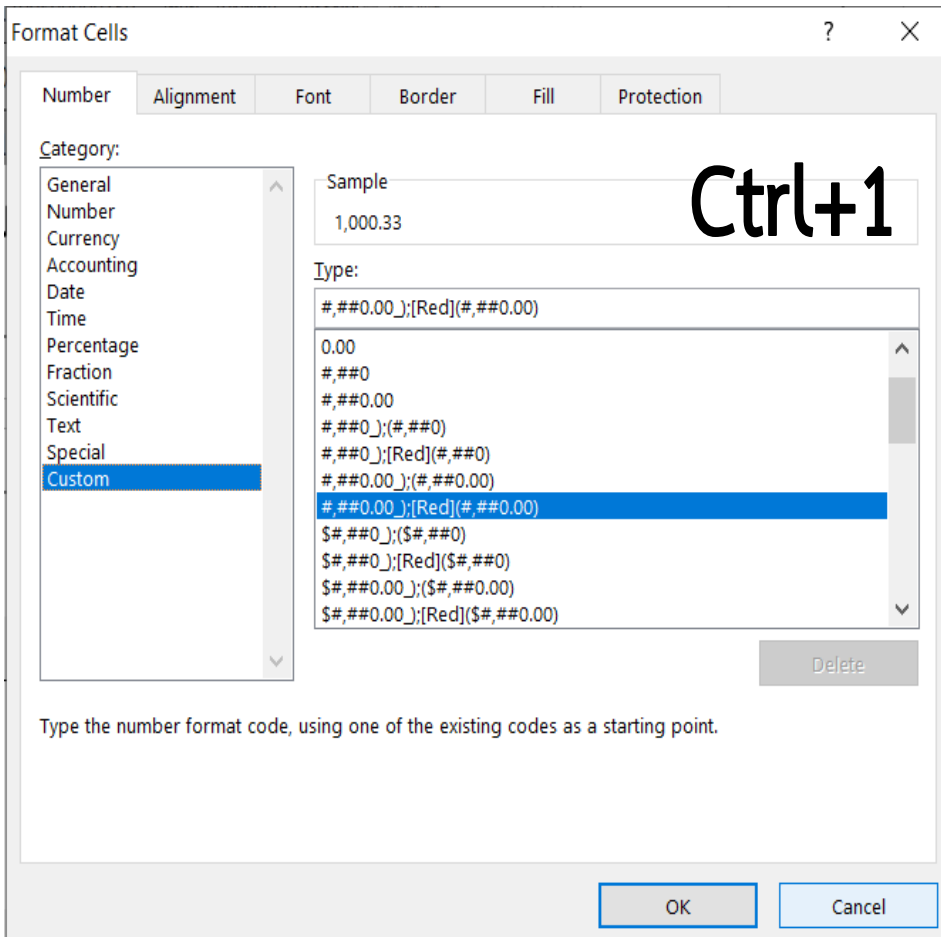 Format Cells
?
Number Alignment Font Border Fill Protection
Category:
General
Number
Currency
Accounting
Date
Time
Percentage
Fraction
Scientific
Text
Special
Custom
Sample
1,000.33
Ctrl+1
Type:
#,##0.00_);[Red](#,##0.00)
0.00
#,##0
#,##0.00
#,##0_);(#,##0)
#,##0_);[Red](#,##0)
#,##0.00_);(#,##0.00)
#,##0.00_);[Red](#,##0.00)
$#,##0_);($#,##0)
$#,##0_);[Red]($#,##0)
$#,##0.00_);($#,##0.00)
$#,##0.00_);[Red]($#,##0.00)
Delete
Type the number format code, using one of the existing codes as a starting point.
OK Cancel